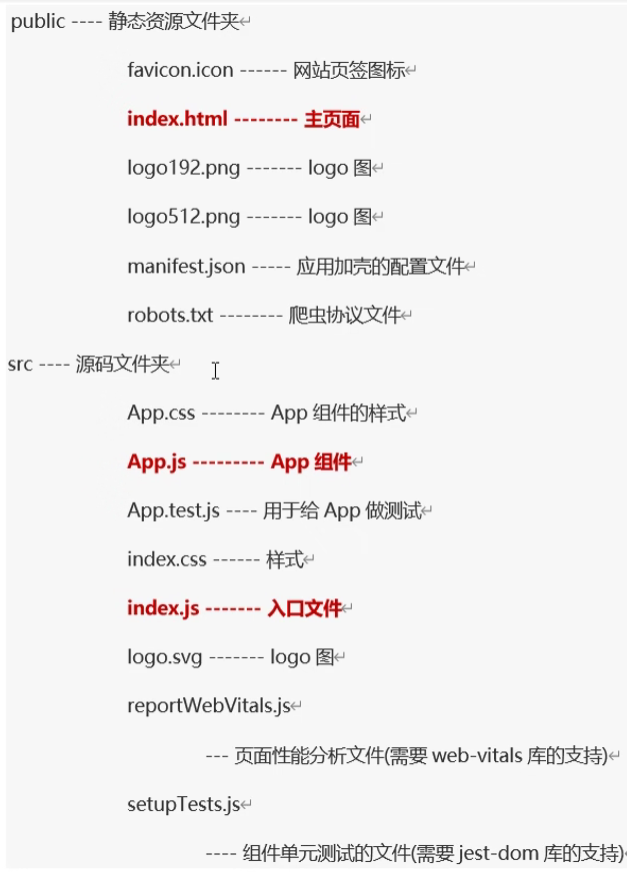 public ---- 静态资源文件夹↵
favicon.icon ------ 网站页签图标↵
index.html -------- 主页面↵
logo192.png ------- logo 图↵
logo512.png ------- logo 图↵
manifest.json ----- 应用加壳的配置文件↵
robots.txt -------- 爬虫协议文件↵
src ---- 源码文件夹↵
App.css -------- App 组件的样式↵
App.js --------- App 组件↵
App.test.js ---- 用于给 App 做测试↵
index.css ------ 样式↵
index.js ------- 入口文件↵
logo.svg ------- logo 图↵
reportWebVitals.js↵
--- 页面性能分析文件(需要 web-vitals 库的支持)↵
setupTests.js↵
---- 组件单元测试的文件(需要 jest-dom 库的支持)↵